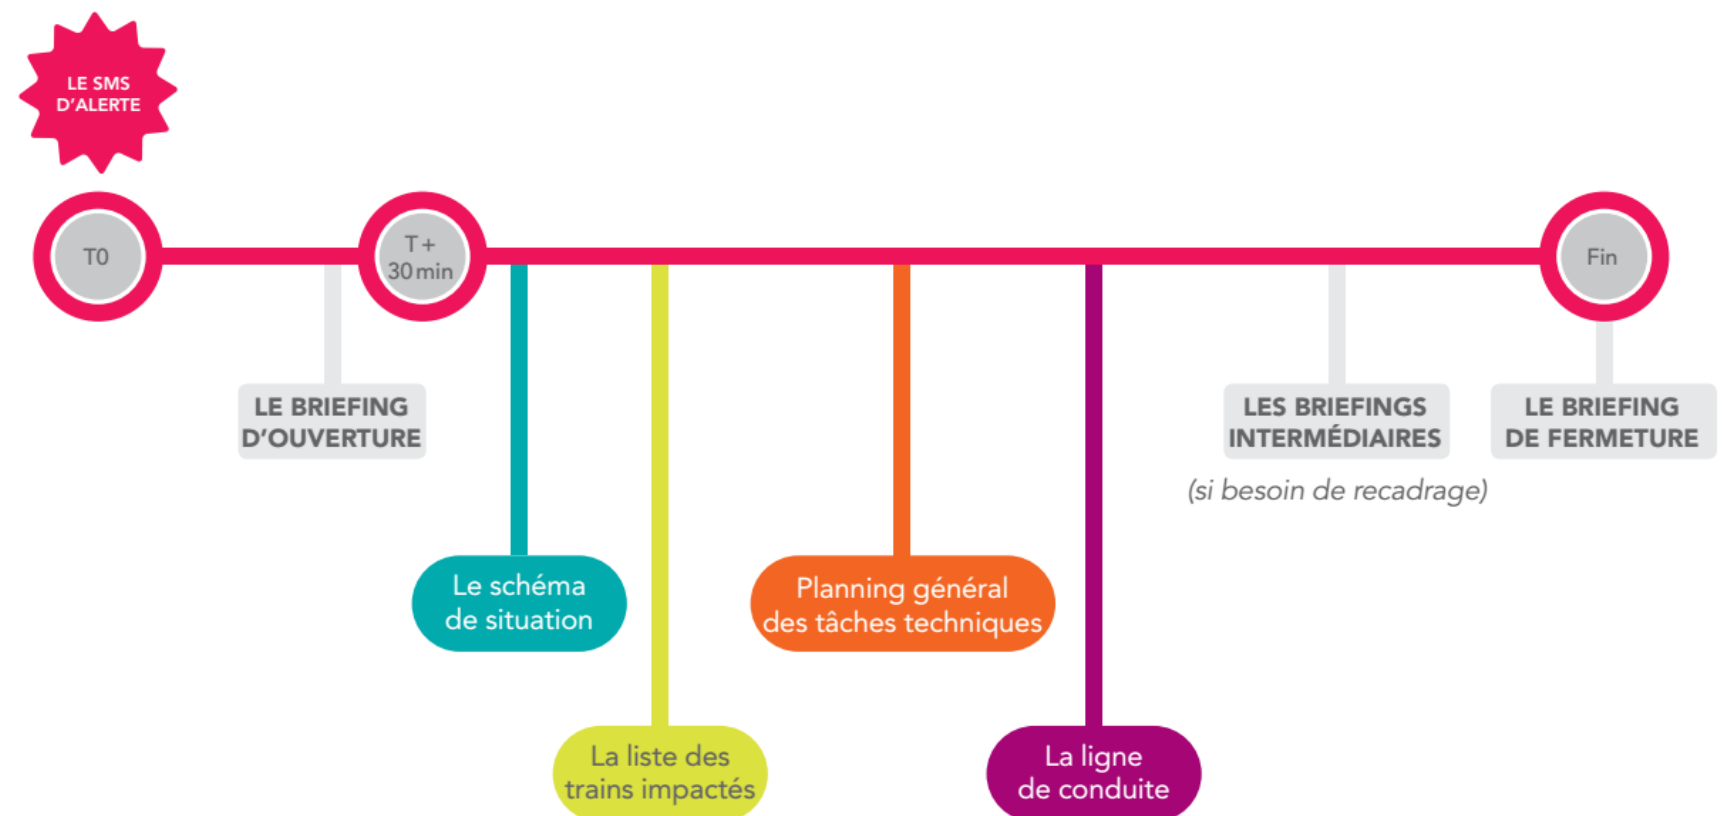 LE SMS
D'ALERTE
T0
T +
30 min
Fin
LE BRIEFING
D'OUVERTURE
LES BRIEFINGS
INTERMÉDIAIRES
(si besoin de recadrage)
LE BRIEFING
DE FERMETURE
Le schéma
de situation
Planning général
des tâches techniques
La liste des
trains impactés
La ligne
de conduite